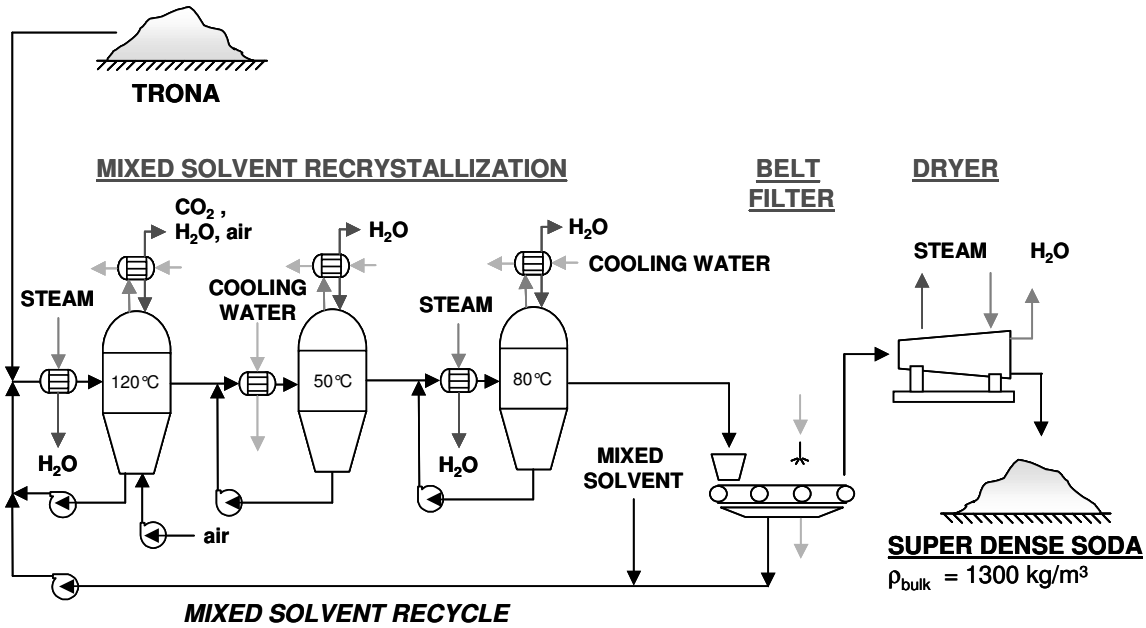 TRONA
MIXED SOLVENT RECRYSTALLIZATION
BELT
FILTER
DRYER
CO₂ ,
H₂O, air
H₂O
H₂O
COOLING WATER
STEAM
COOLING
WATER
STEAM
STEAM
H₂O
120°C
50°C
80°C
H₂O
H₂O
MIXED
SOLVENT
air
SUPER DENSE SODA
ρbulk = 1300 kg/m³
MIXED SOLVENT RECYCLE